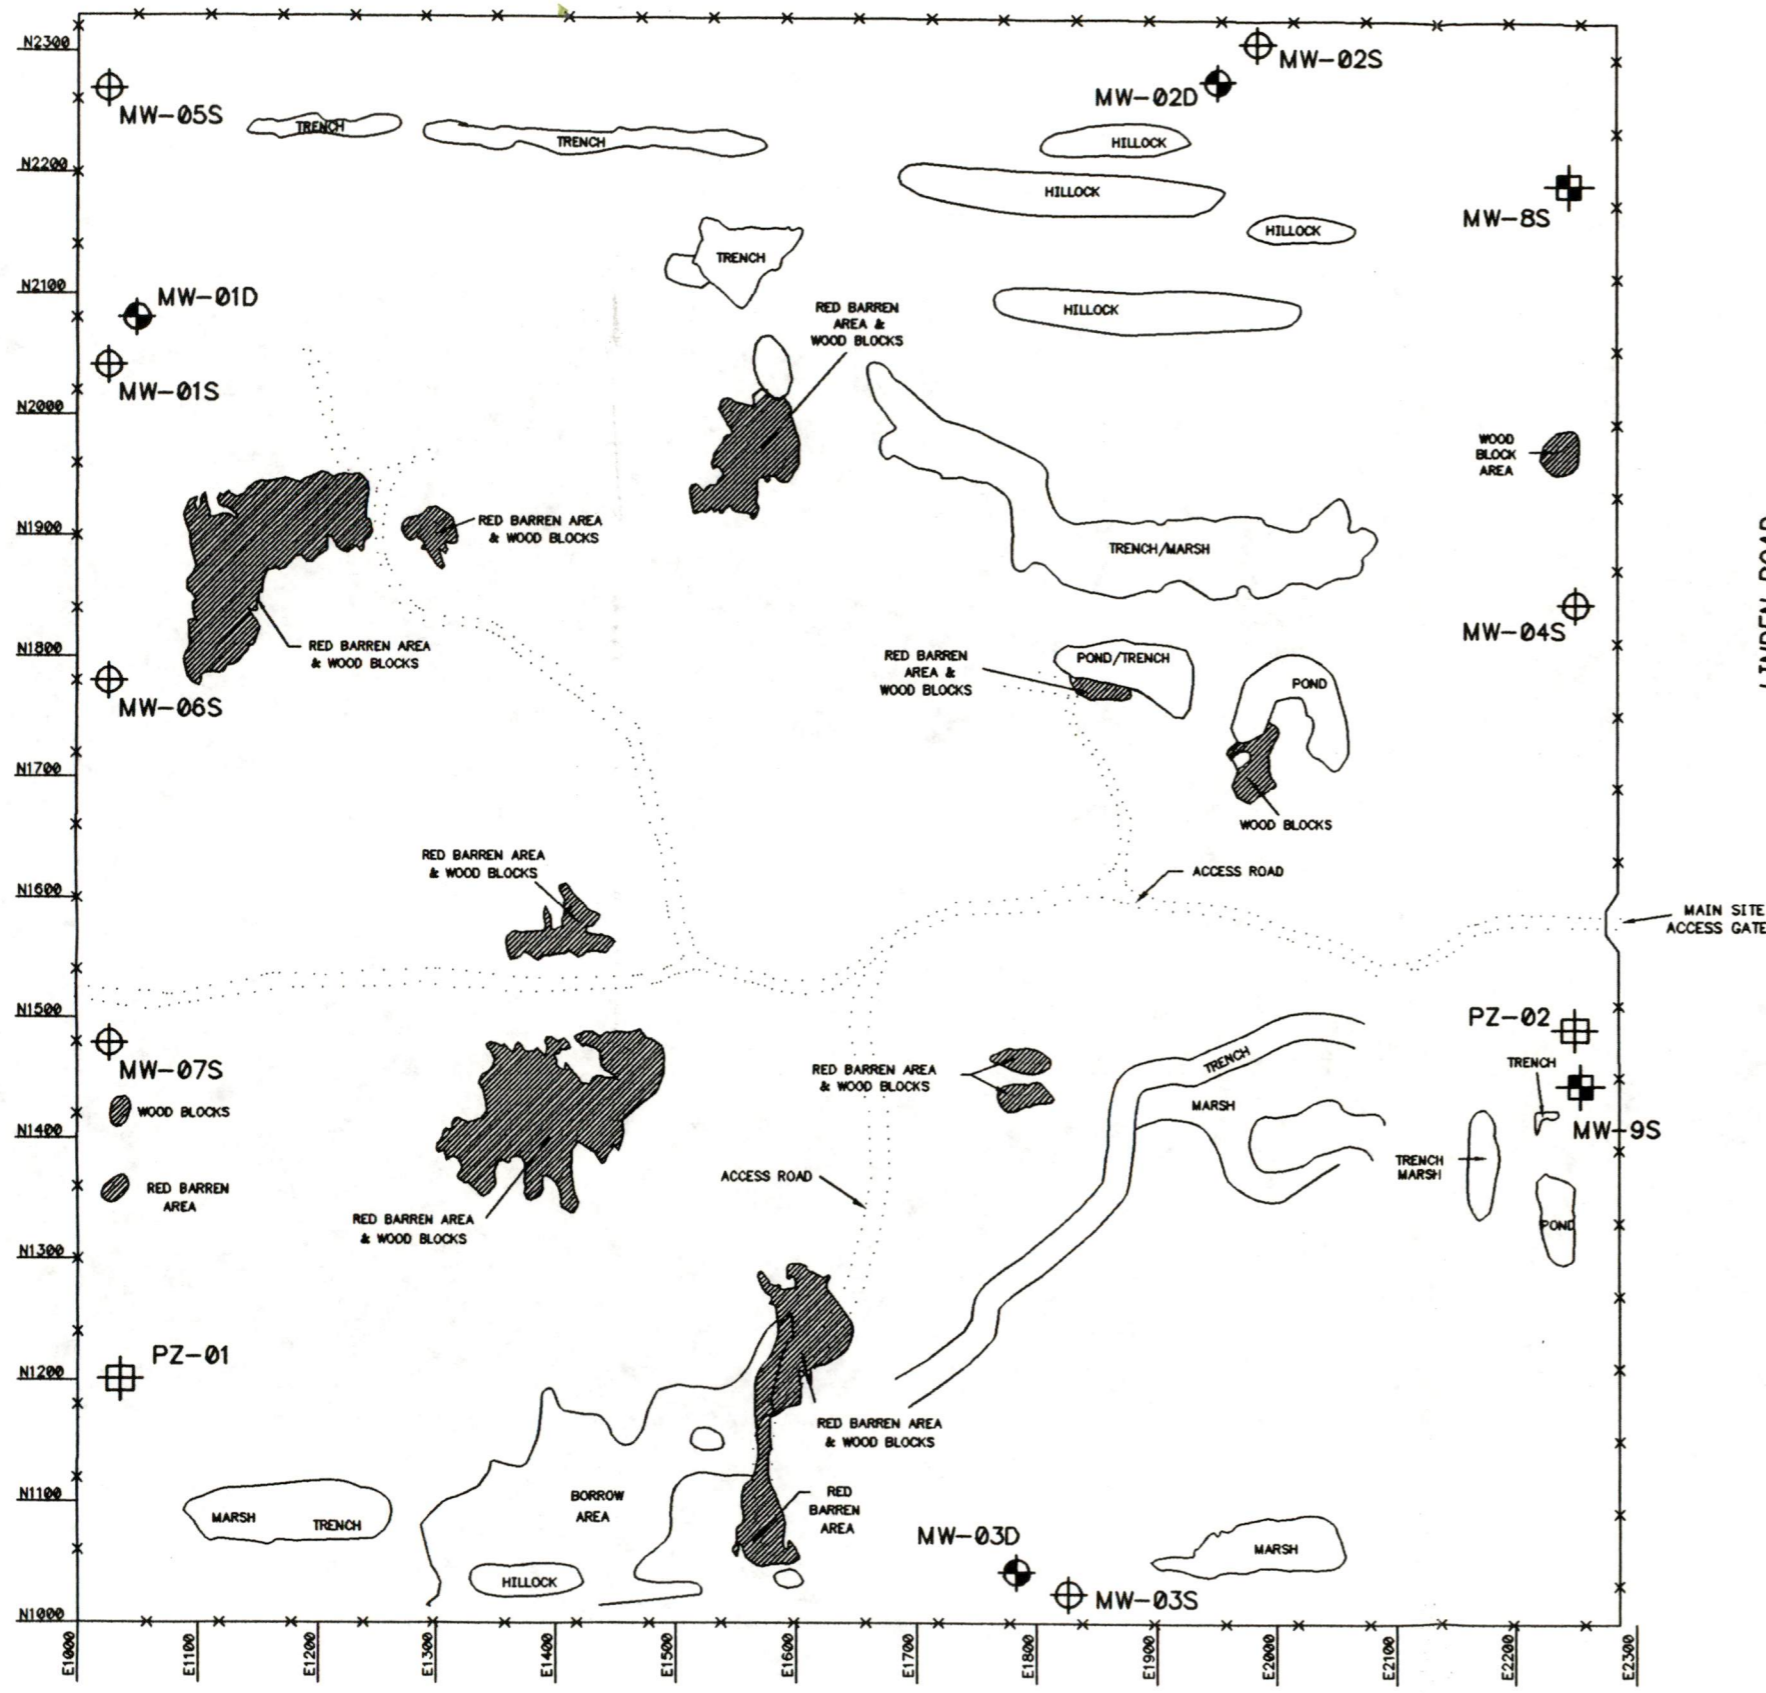 N2300
MW-02S
MW-02D
MW-05S
TRENCH
TRENCH
HILLOCK
N2200
HILLOCK
MW-8S
HILLOCK
TRENCH
N2100
MW-01D
HILLOCK
RED BARREN
AREA &
WOOD BLOCKS
MW-01S
N2000
WOOD
BLOCK
AREA
RED BARREN AREA
& WOOD BLOCKS
N1900
TRENCH/MARSH
LINDEN ROAD
MW-04S
RED BARREN AREA
& WOOD BLOCKS
N1800
RED BARREN
AREA &
WOOD BLOCKS
POND/TRENCH
POND
MW-06S
N1700
WOOD BLOCKS
RED BARREN AREA
& WOOD BLOCKS
ACCESS ROAD
N1600
MAIN SITE
ACCESS GATE
N1500
PZ-02
MW-07S
TRENCH
TRENCH
RED BARREN AREA
& WOOD BLOCKS
MARSH
WOOD BLOCKS
N1400
MW-9S
TRENCH
MARSH
ACCESS ROAD
RED BARREN
AREA
RED BARREN AREA
& WOOD BLOCKS
POND
N1300
PZ-01
N1200
RED BARREN AREA
& WOOD BLOCKS
N1100
BORROW
AREA
RED
BARREN
AREA
MARSH
TRENCH
MW-03D
MARSH
HILLOCK
MW-03S
N1000
E1000
E1100
E1200
E1300
E1400
E1500
E1600
E1700
E1800
E1900
E2000
E2100
E2200
E2300